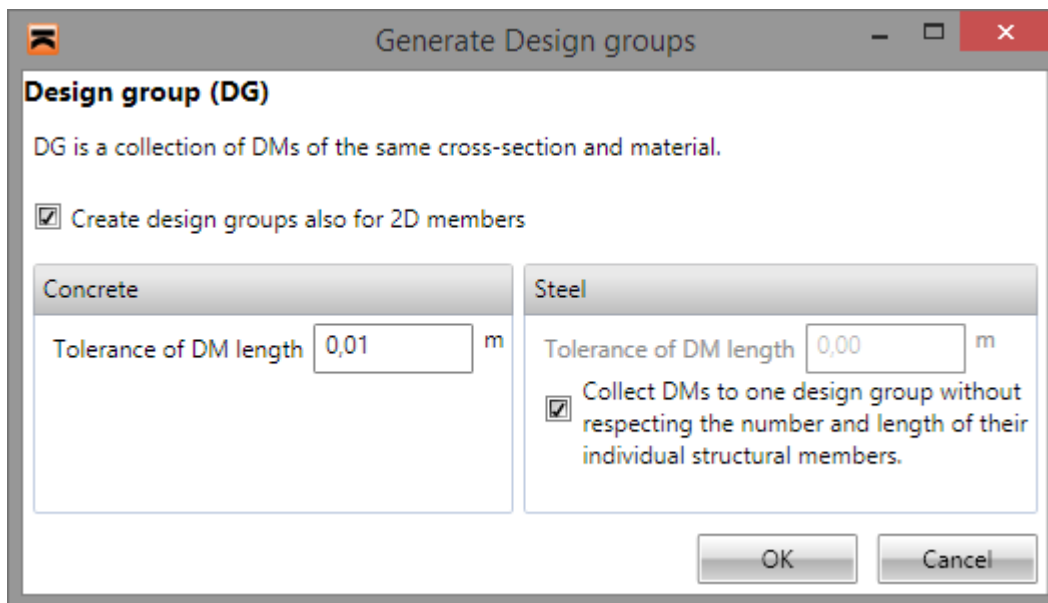 Generate Design groups
Design group (DG)
DG is a collection of DMs of the same cross-section and material.
Create design groups also for 2D members
Concrete
Tolerance of DM length 0,01 m
Steel
Tolerance of DM length 0,00 m
Collect DMs to one design group without
respecting the number and length of their
individual structural members.
OK
Cancel